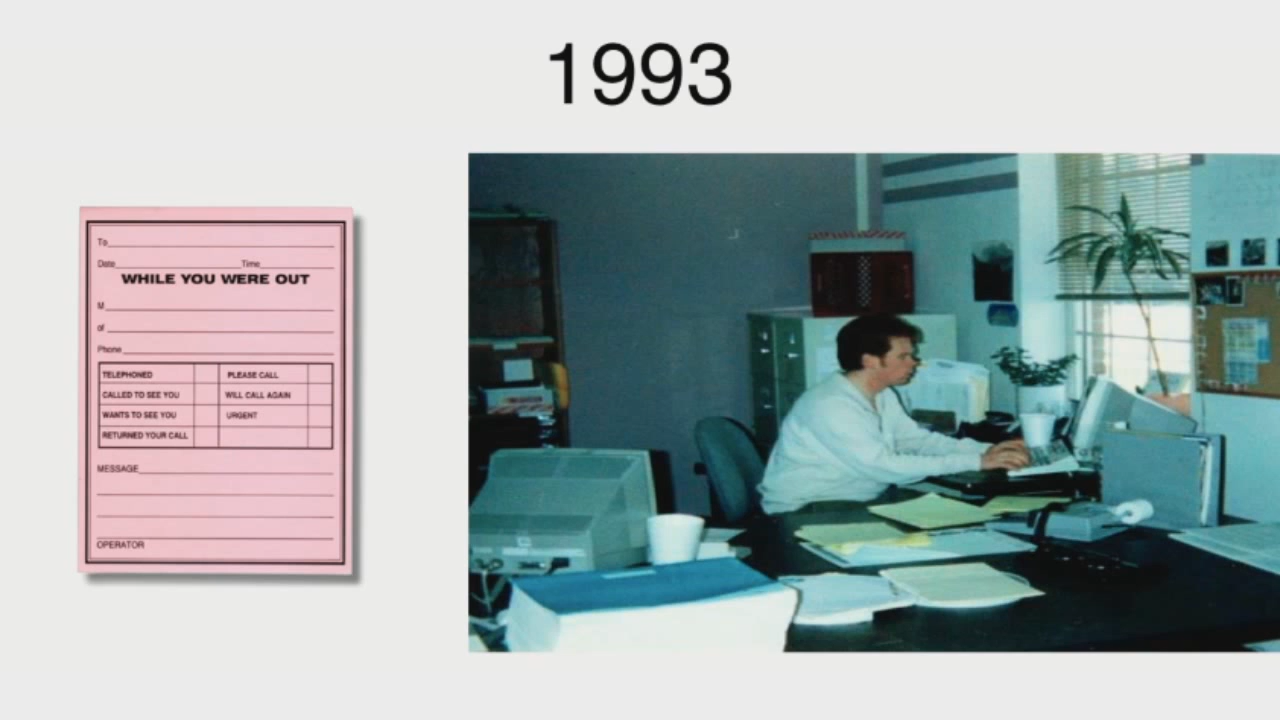 1993
To
Date Time
WHILE YOU WERE OUT
M
of
Phone
TELEPHONED PLEASE CALL
CALLED TO SEE YOU WILL CALL AGAIN
WANTS TO SEE YOU URGENT
RETURNED YOUR CALL
MESSAGE
OPERATOR